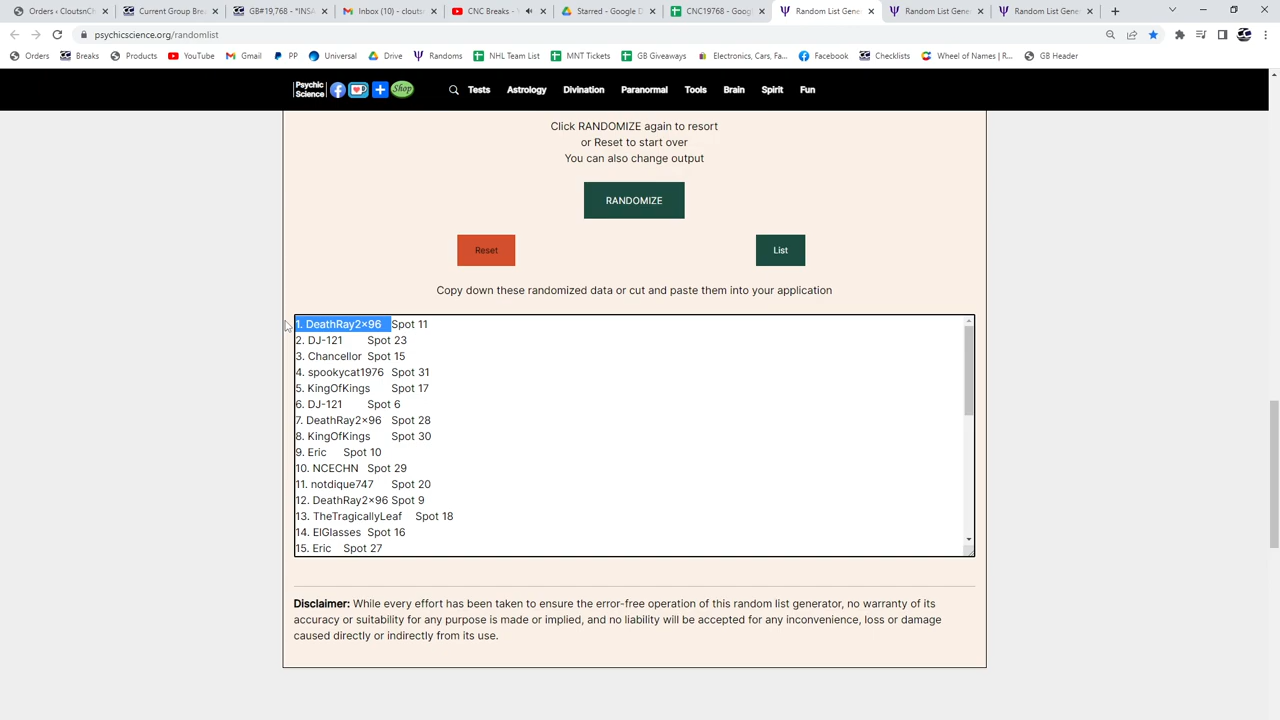 Orders ‹ CloutsnCh
Current Group Break
GB#19,768 - "INSA
Inbox (10) - clouts
CNC Breaks -
Starred - Google D
CNC19768 - Goog
Random List Gene
Random List Gene
Random List Gene
psychicscience.org/randomlist
Orders
Breaks
Products
YouTube
Gmail
PP
Universal
Drive
Randoms
NHL Team List
MNT Tickets
GB Giveaways
Electronics, Cars, Fa...
Facebook
Checklists
Wheel of Names | R...
GB Header
Psychic Science
Shop
Tests
Astrology
Divination
Paranormal
Tools
Brain
Spirit
Fun
Click RANDOMIZE again to resort
or Reset to start over
You can also change output
RANDOMIZE
Reset
List
Copy down these randomized data or cut and paste them into your application
1. DeathRay2x96 Spot 11
2. DJ-121 Spot 23
3. Chancellor Spot 15
4. spookycat1976 Spot 31
5. KingOfKings Spot 17
6. DJ-121 Spot 6
7. DeathRay2x96 Spot 28
8. KingOfKings Spot 30
9. Eric Spot 10
10. NCECHN Spot 29
11. notdique747 Spot 20
12. DeathRay2x96 Spot 9
13. TheTragicallyLeaf Spot 18
14. ElGlasses Spot 16
15. Eric Spot 27
Disclaimer: While every effort has been taken to ensure the error-free operation of this random list generator, no warranty of its
accuracy or suitability for any purpose is made or implied, and no liability will be accepted for any inconvenience, loss or damage
caused directly or indirectly from its use.